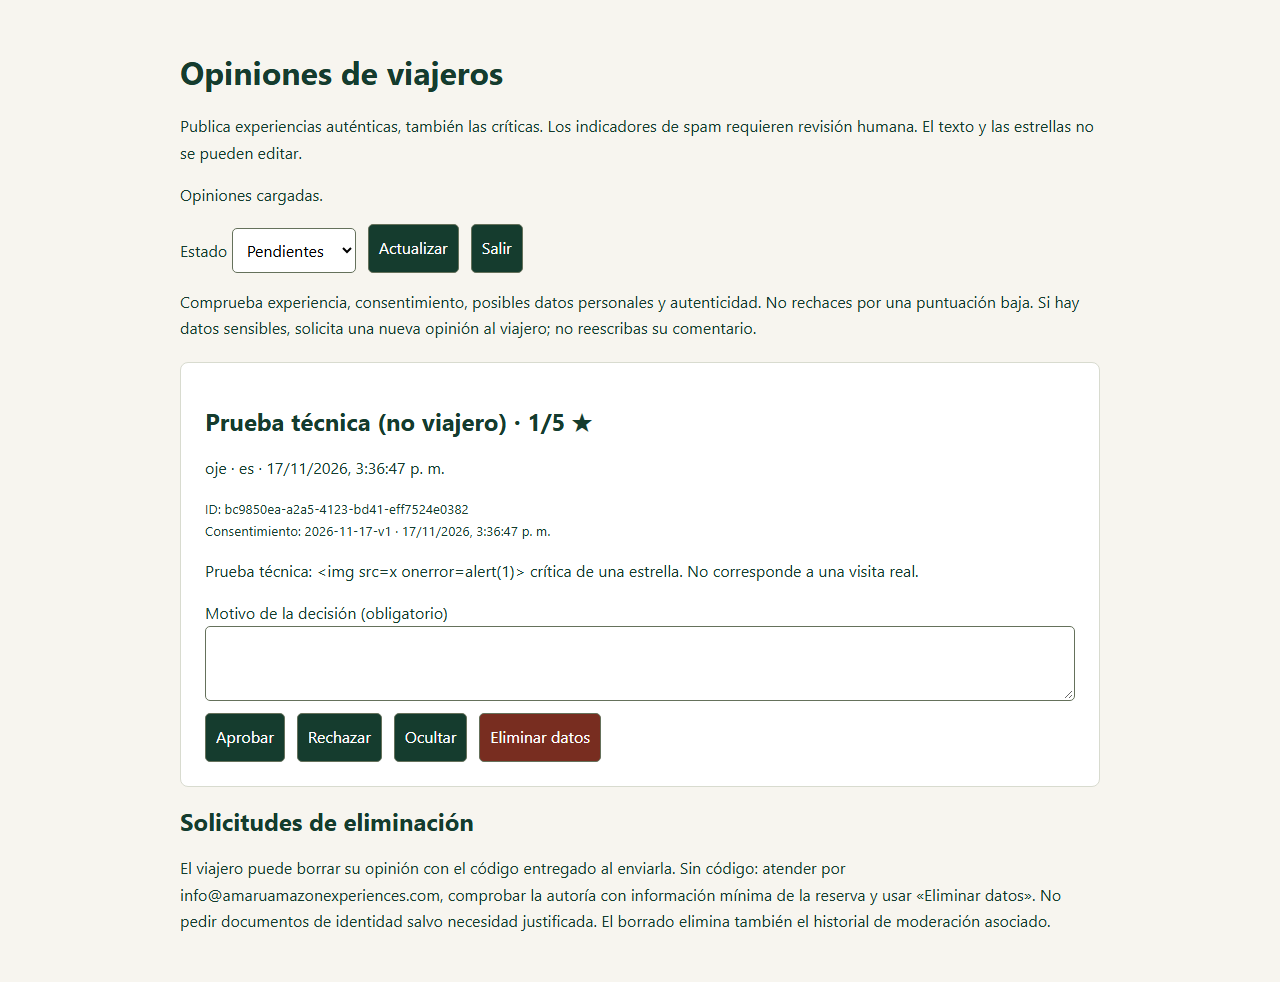 Opiniones de viajeros
Publica experiencias auténticas, también las críticas. Los indicadores de spam requieren revisión humana. El texto y las estrellas no
se pueden editar.
Opiniones cargadas.
Estado Pendientes Actualizar Salir
Comprueba experiencia, consentimiento, posibles datos personales y autenticidad. No rechaces por una puntuación baja. Si hay
datos sensibles, solicita una nueva opinión al viajero; no reescribas su comentario.
Prueba técnica (no viajero) · 1/5 ★
oje · es · 17/11/2026, 3:36:47 p. m.
ID: bc9850ea-a2a5-4123-bd41-eff7524e0382
Consentimiento: 2026-11-17-v1 · 17/11/2026, 3:36:47 p. m.
Prueba técnica: <img src=x onerror=alert(1)> crítica de una estrella. No corresponde a una visita real.
Motivo de la decisión (obligatorio)
Aprobar Rechazar Ocultar Eliminar datos
Solicitudes de eliminación
El viajero puede borrar su opinión con el código entregado al enviarla. Sin código: atender por
info@amaruamazonexperiences.com, comprobar la autoría con información mínima de la reserva y usar «Eliminar datos». No
pedir documentos de identidad salvo necesidad justificada. El borrado elimina también el historial de moderación asociado.